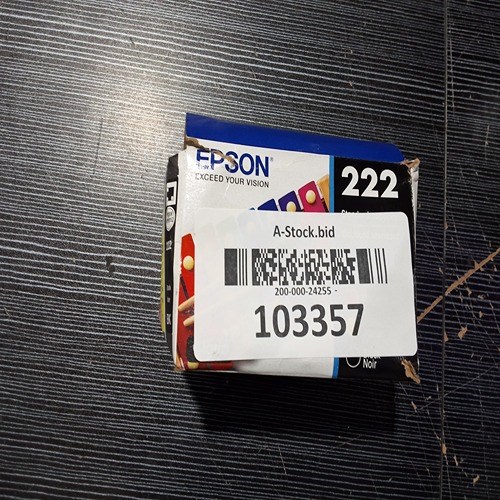 EPSON®
EXCEED YOUR VISION
222
A-Stock.bid
200-000-24255 -
103357
Noir